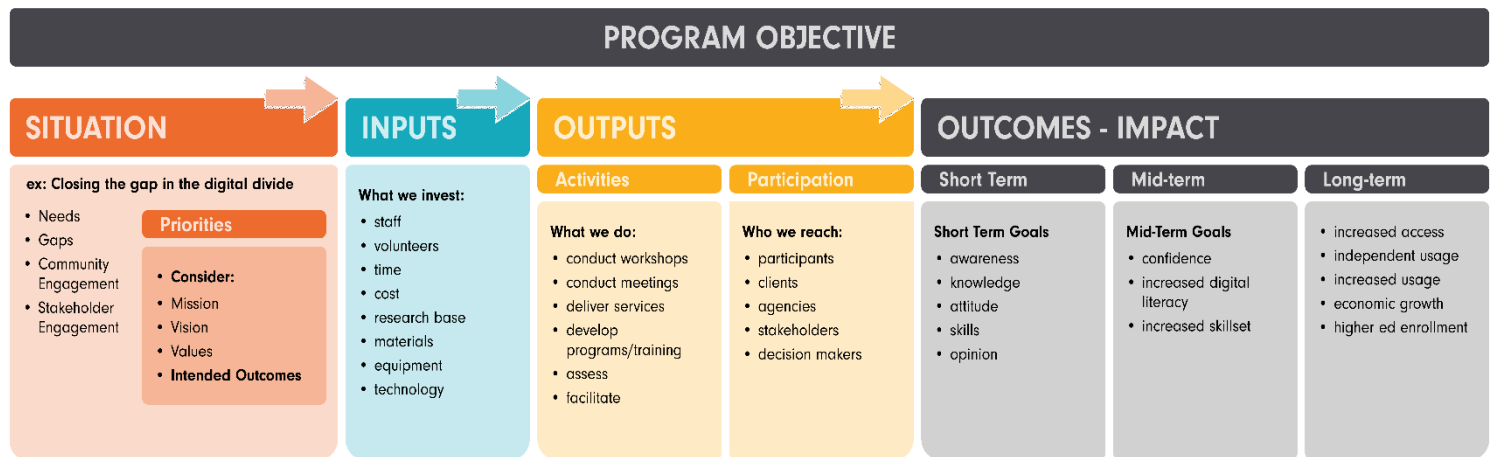 PROGRAM OBJECTIVE
SITUATION
ex: Closing the gap in the digital divide
• Needs
• Gaps
• Community
Engagement
• Stakeholder
Engagement
Priorities
• Consider:
• Mission
• Vision
• Values
• Intended Outcomes
INPUTS
What we invest:
• staff
• volunteers
• time
• cost
• research base
• materials
• equipment
• technology
OUTPUTS
Activities
What we do:
• conduct workshops
• conduct meetings
• deliver services
• develop
programs/training
• assess
• facilitate
Participation
Who we reach:
• participants
• clients
• agencies
• stakeholders
• decision makers
OUTCOMES - IMPACT
Short Term
Short Term Goals
• awareness
• knowledge
• attitude
• skills
• opinion
Mid-term
Mid-Term Goals
• confidence
• increased digital
literacy
• increased skillset
Long-term
• increased access
• independent usage
• increased usage
• economic growth
• higher ed enrollment